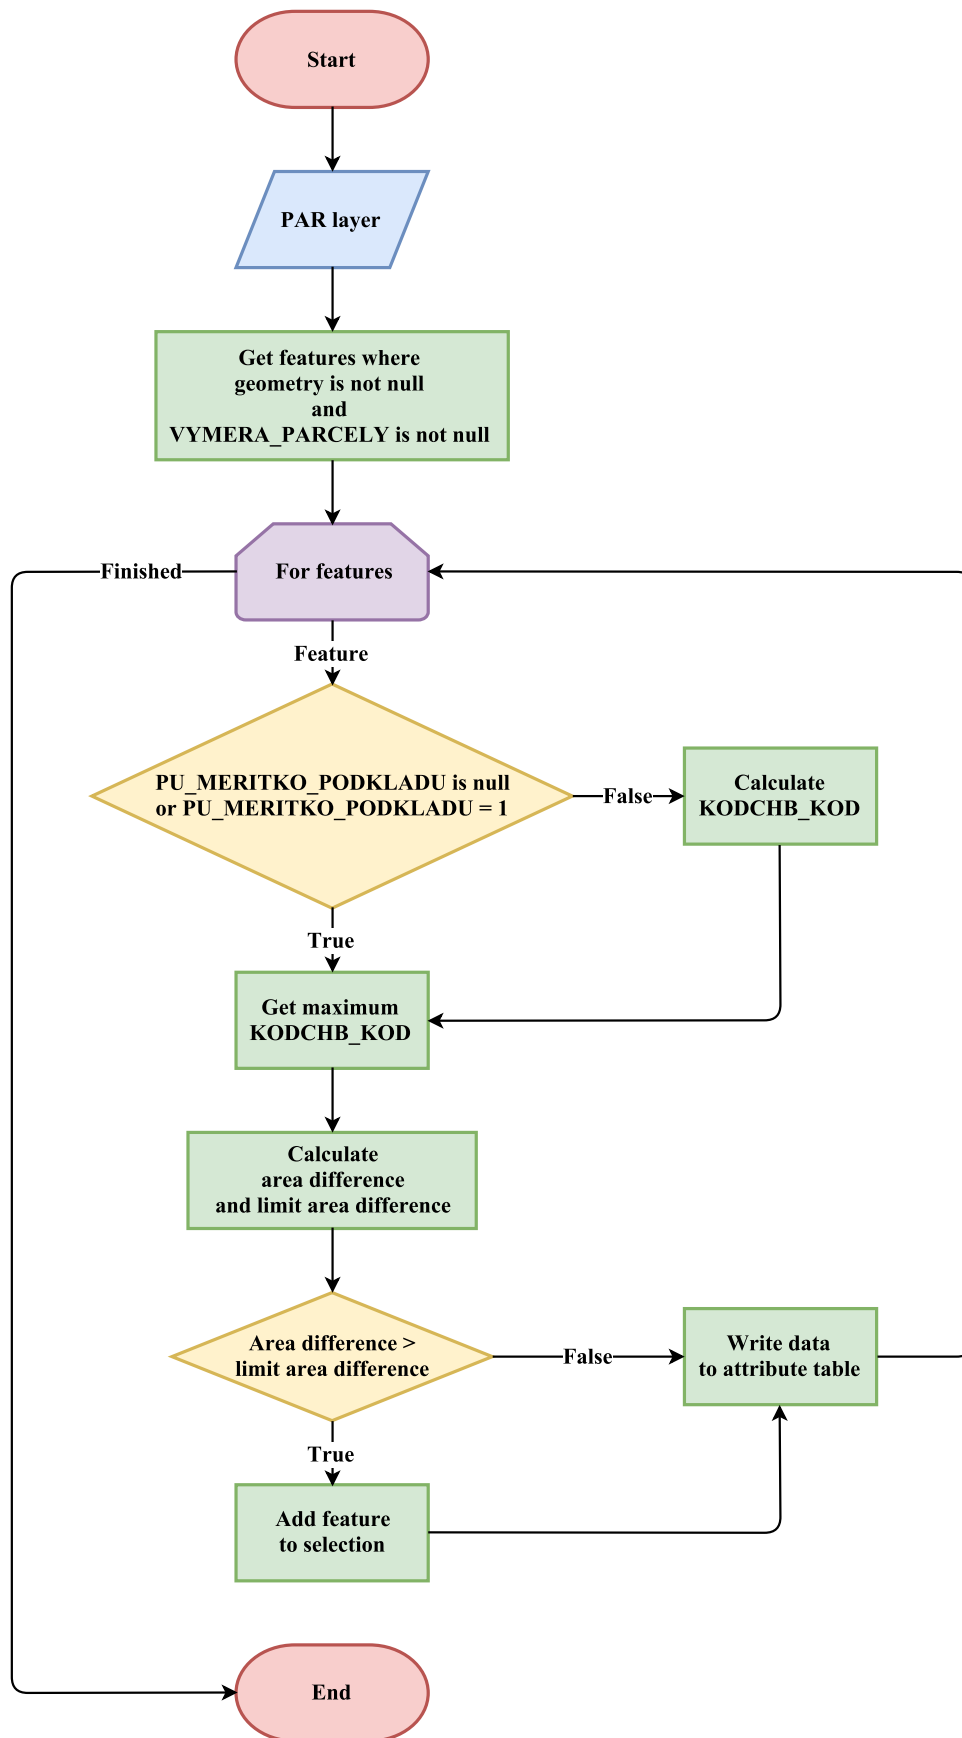 Start
PAR layer
Get features where
geometry is not null
and
VYMERA_PARCELY is not null
Finished
For features
Feature
PU_MERITKO_PODKLADU is null
or PU_MERITKO_PODKLADU = 1
False
Calculate
KODCHB_KOD
True
Get maximum
KODCHB_KOD
Calculate
area difference
and limit area difference
Area difference >
limit area difference
False
Write data
to attribute table
True
Add feature
to selection
End